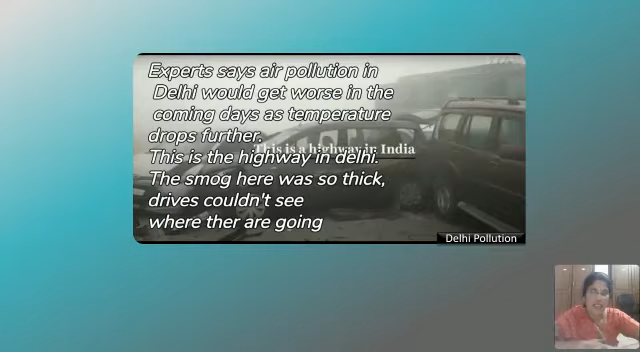 Experts says air pollution in
Delhi would get worse in the
coming days as temperature
drops further.
This is a highway in India
This is the highway in delhi.
The smog here was so thick,
drives couldn't see
where ther are going
Delhi Pollution